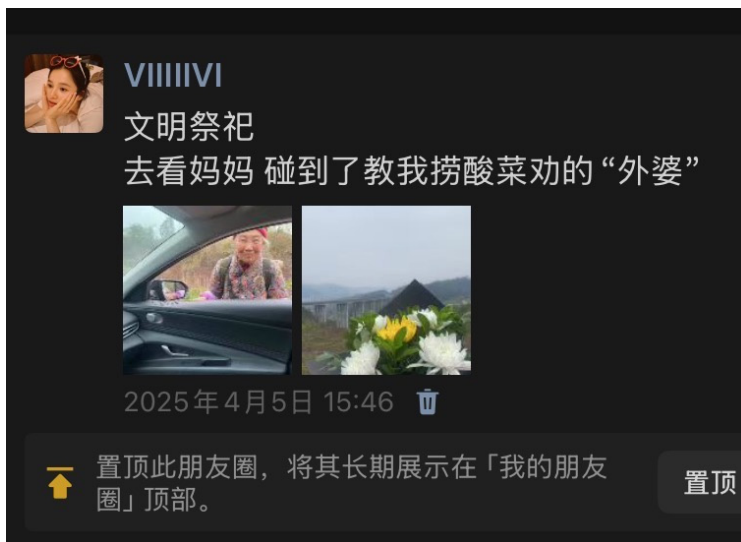 VIIIIIVI
文明祭祀
去看妈妈 碰到了教我捞酸菜劝的“外婆”
2025年4月5日 15:46
置顶此朋友圈，将其长期展示在「我的朋友
圈」顶部。
置顶